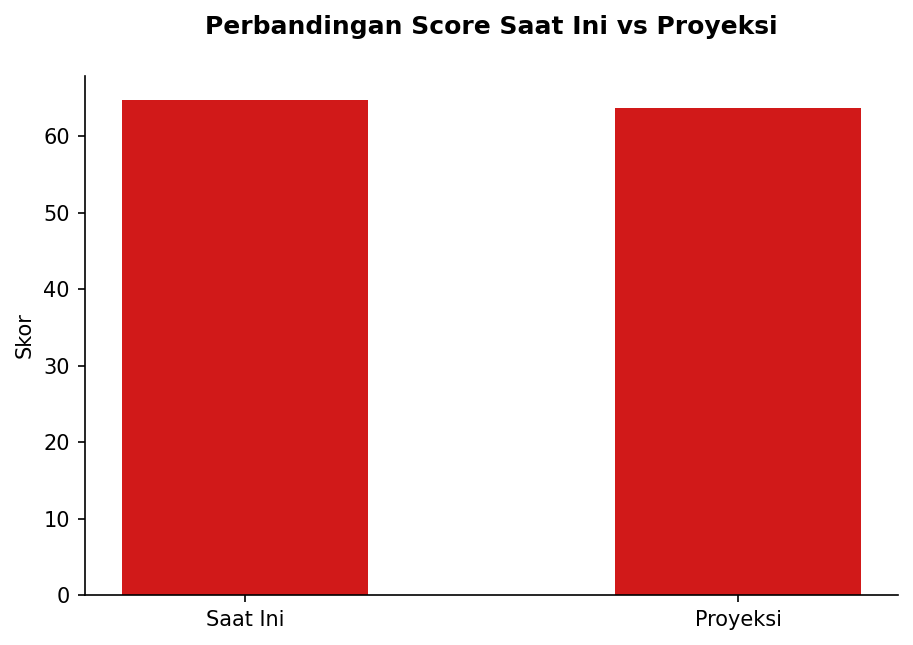 Perbandingan Score Saat Ini vs Proyeksi
Skor
60
50
40
30
20
10
0
Saat Ini
Proyeksi